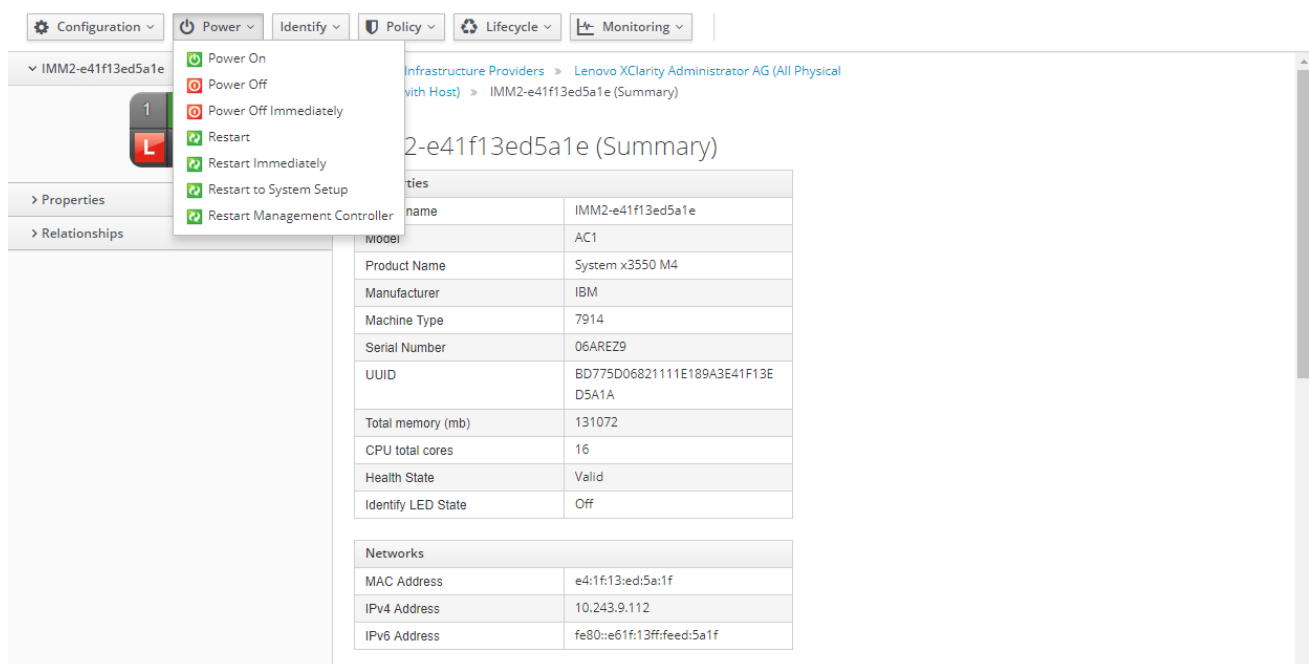 Configuration Power Identify Policy Lifecycle Monitoring
IMM2-e41f13ed5a1e
1
L
Properties
Relationships
Power On
Power Off
Power Off Immediately
Restart
Restart Immediately
Restart to System Setup
Restart Management Controller
Infrastructure Providers » Lenovo XClarity Administrator AG (All Physical
with Host) » IMM2-e41f13ed5a1e (Summary)
2-e41f13ed5a1e (Summary)
name IMM2-e41f13ed5a1e
Model AC1
Product Name System x3550 M4
Manufacturer IBM
Machine Type 7914
Serial Number 06AREZ9
UUID BD775D06821111E189A3E41F13E
D5A1A
Total memory (mb) 131072
CPU total cores 16
Health State Valid
Identify LED State Off
Networks
MAC Address e4:1f:13:ed:5a:1f
IPv4 Address 10.243.9.112
IPv6 Address fe80::e61f:13ff:feed:5a1f